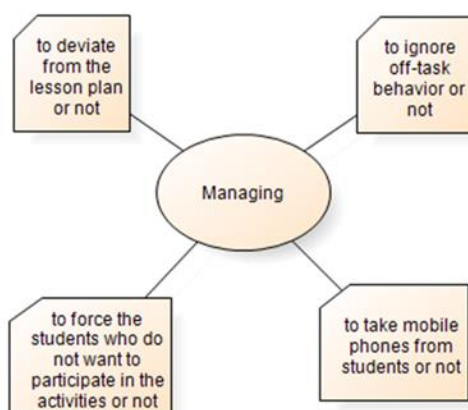 to deviate
from the
lesson plan
or not
to ignore
off-task
behavior or
not
Managing
to force the
students who do
not want to
participate in the
activities or not
to take mobile
phones from
students or not